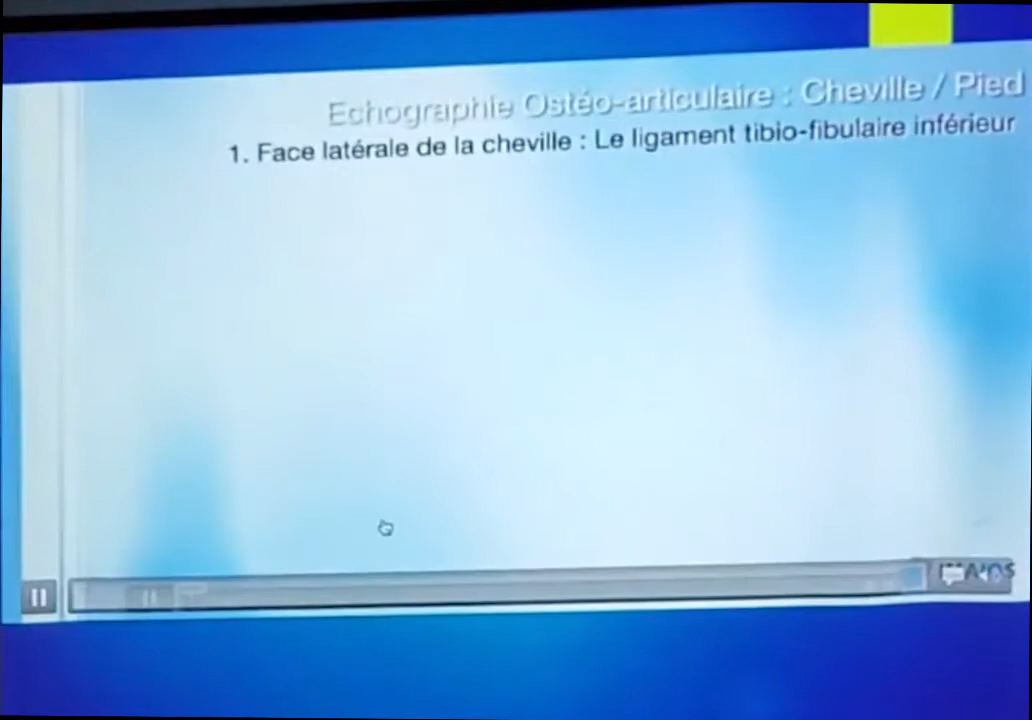 Echographie Ostéo-articulaire : Cheville / Pied
1. Face latérale de la cheville : Le ligament tibio-fibulaire inférieur